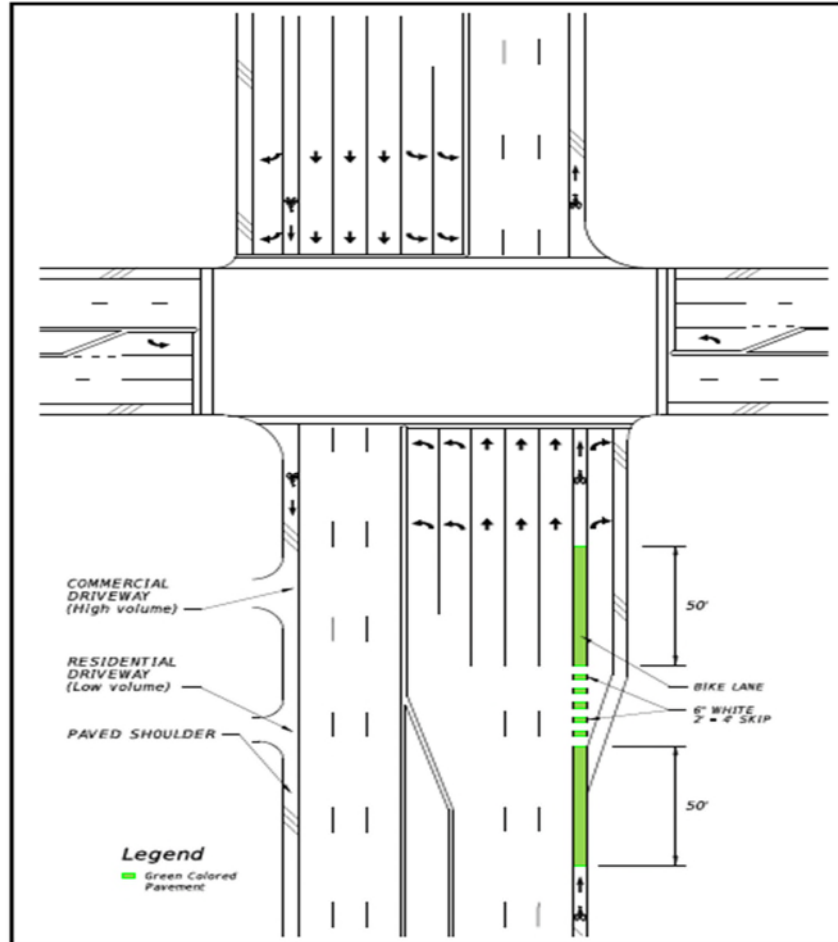 COMMERCIAL
DRIVEWAY
(High volume)
50'
RESIDENTIAL
DRIVEWAY
(Low volume)
BIKE LANE
6" WHITE
2' = 4' SKIP
PAVED SHOULDER
50'
Legend
Green Colored
Pavement